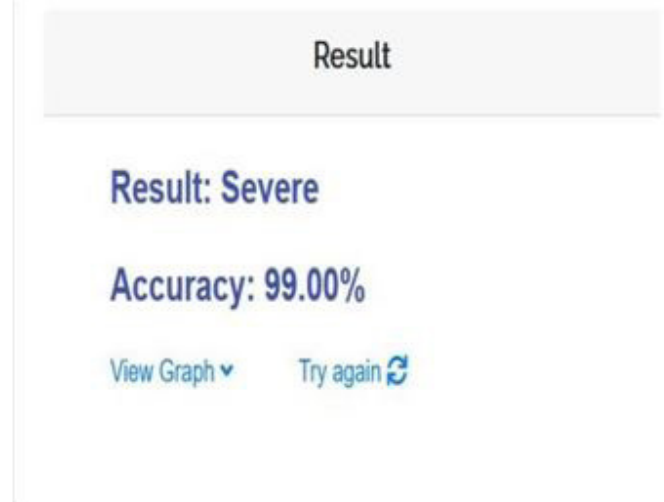 Result
Result: Severe
Accuracy: 99.00%
View Graph Try again